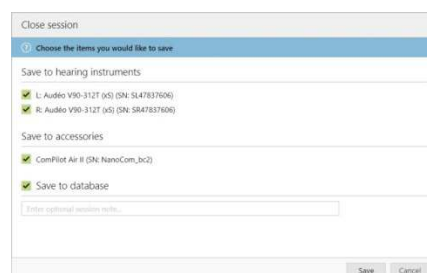 Close session
? Choose the items you would like to save
Save to hearing instruments
L: Audéo V90-312T (xS) (SN: SL47837606)
R: Audéo V90-312T (xS) (SN: SR47837606)
Save to accessories
ComPilot Air II (SN: NanoCom_bc2)
Save to database
Enter optional session note...
Save Cancel